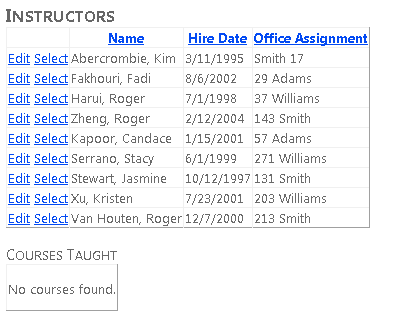 Instructors
Name Hire Date Office Assignment
Edit Select Abercrombie, Kim 3/11/1995 Smith 17
Edit Select Fakhouri, Fadi 8/6/2002 29 Adams
Edit Select Harui, Roger 7/1/1998 37 Williams
Edit Select Zheng, Roger 2/12/2004 143 Smith
Edit Select Kapoor, Candace 1/15/2001 57 Adams
Edit Select Serrano, Stacy 6/1/1999 271 Williams
Edit Select Stewart, Jasmine 10/12/1997 131 Smith
Edit Select Xu, Kristen 7/23/2001 203 Williams
Edit Select Van Houten, Roger 12/7/2000 213 Smith
Courses Taught
No courses found.